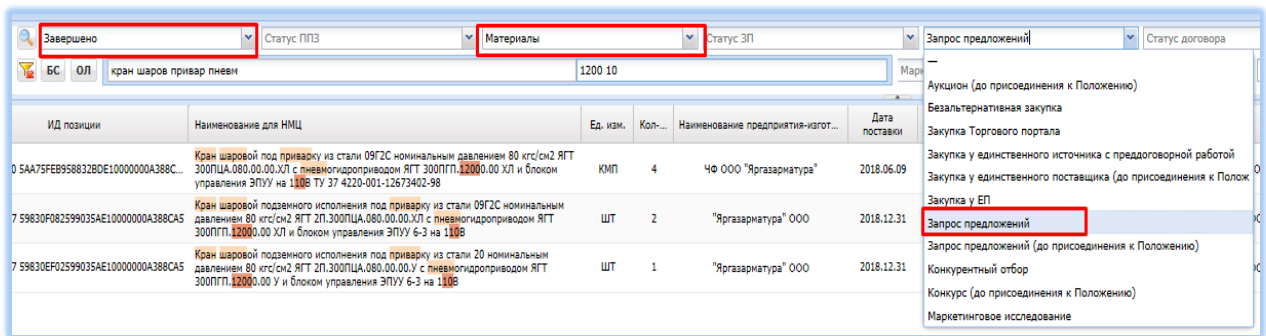 Завершено Статус ППЗ Материалы Статус ЗП Запрос предложений Статус договора
БС ОЛ кран шаров привар пневм 1200 10
ИД позиции Наименование для НМЦ Ед. изм. Кол-... Наименование предприятия-изгот... Дата поставки
Кран шаровой под приварку из стали 09Г2С номинальным давлением 80 кгс/см2 ЯГТ
300ПЦА.080.00.00.ХЛ с пневмогидроприводом ЯГТ 300ПГП.12000.00 ХЛ и блоком
управления ЭПУУ на 110В ТУ 37 4220-001-12673402-98
0 5AA75FEB958832BDE10000000A388C... КМП 4 ЧФ ООО "Яргазарматура" 2018.06.09
Кран шаровой подземного исполнения под приварку из стали 09Г2С номинальным
давлением 80 кгс/см2 ЯГТ 2П.300ПЦА.080.00.00.ХЛ с пневмогидроприводом ЯГТ
300ПГП.12000.00 ХЛ и блоком управления ЭПУУ 6-3 на 110В
7 59830F082599035AE10000000A388CA5 ШТ 2 "Яргазарматура" ООО 2018.12.31
Кран шаровой подземного исполнения под приварку из стали 20 номинальным
давлением 80 кгс/см2 ЯГТ 2П.300ПЦА.080.00.00.У с пневмогидроприводом ЯГТ
300ПГП.12000.00 У и блоком управления ЭПУУ 6-3 на 110В
7 59830EF02599035AE10000000A388CA5 ШТ 1 "Яргазарматура" ООО 2018.12.31
—
Аукцион (до присоединения к Положению)
Безальтернативная закупка
Закупка Торгового портала
Закупка у единственного источника с преддоговорной работой
Закупка у единственного поставщика (до присоединения к Полож
Закупка у ЕП
Запрос предложений
Запрос предложений (до присоединения к Положению)
Конкурентный отбор
Конкурс (до присоединения к Положению)
Маркетинговое исследование